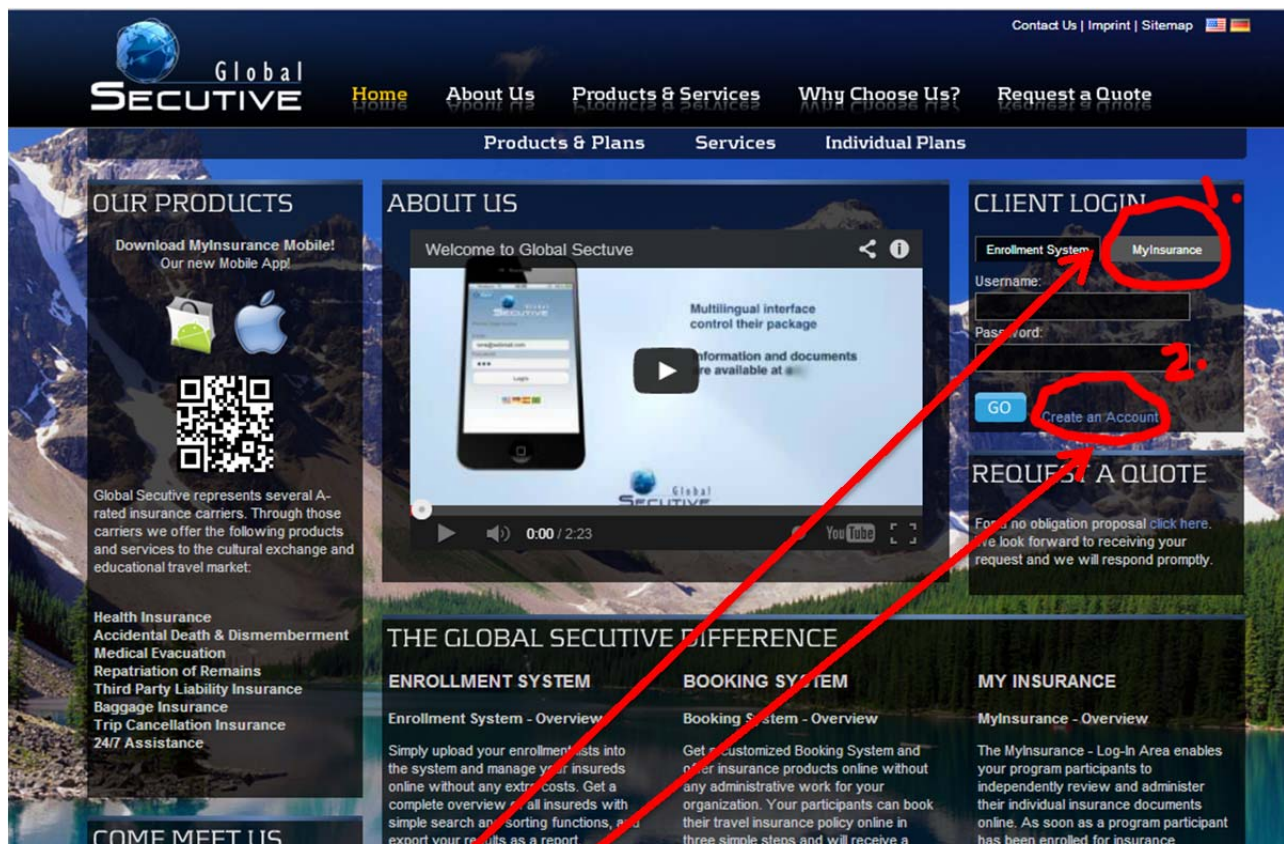 Contact Us | Imprint | Sitemap
Global
SECUTIVE
Home About Us Products & Services Why Choose Us? Request a Quote
Products & Plans Services Individual Plans
OUR PRODUCTS
Download MyInsurance Mobile!
Our new Mobile App!
Global Secutive represents several A-
rated insurance carriers. Through those
carriers we offer the following products
and services to the cultural exchange and
educational travel market:
Health Insurance
Accidental Death & Dismemberment
Medical Evacuation
Repatriation of Remains
Third Party Liability Insurance
Baggage Insurance
Trip Cancellation Insurance
24/7 Assistance
COME MEET US
ABOUT US
Welcome to Global Sectuve
Global
SECUTIVE
Login
Multilingual interface
control their package
Information and documents
are available at
Global
SECUTIVE
0:00 / 2:23
YouTube
CLIENT LOGIN
1.
Enrollment System MyInsurance
Username:
Password:
2.
GO Create an Account
REQUEST A QUOTE
For a no obligation proposal click here.
We look forward to receiving your
request and we will respond promptly.
THE GLOBAL SECUTIVE DIFFERENCE
ENROLLMENT SYSTEM
Enrollment System - Overview
Simply upload your enrollment lists into
the system and manage your insureds
online without any extra costs. Get a
complete overview of all insureds with
simple search and sorting functions, and
export your results as a report
BOOKING SYSTEM
Booking System - Overview
Get a customized Booking System and
offer insurance products online without
any administrative work for your
organization. Your participants can book
their travel insurance policy online in
three simple steps and will receive a
MY INSURANCE
MyInsurance - Overview
The MyInsurance - Log-In Area enables
your program participants to
independently review and administer
their individual insurance documents
online. As soon as a program participant
has been enrolled for insurance